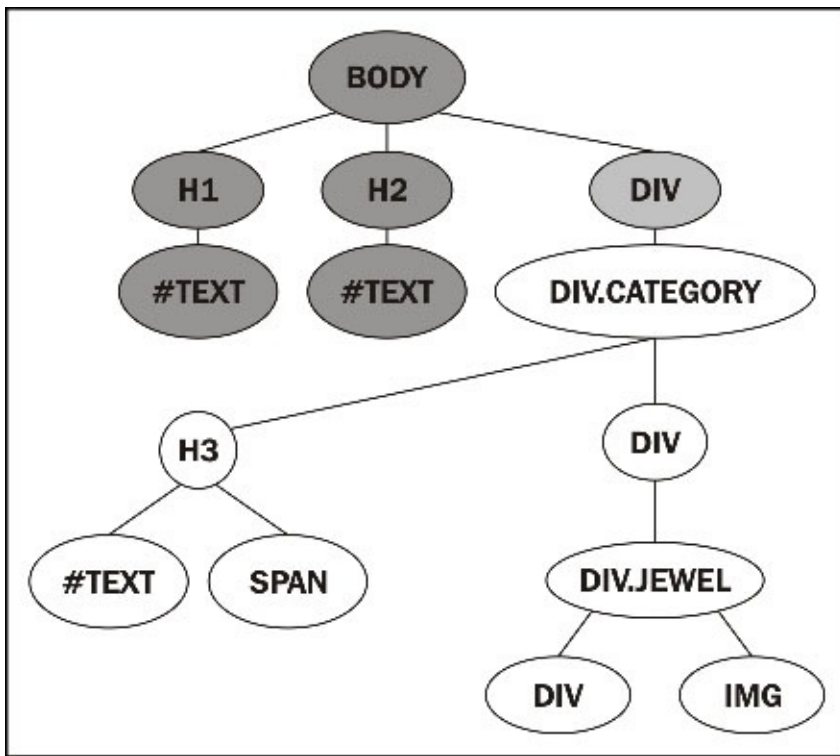 BODY
H1
H2
DIV
#TEXT
#TEXT
DIV.CATEGORY
H3
DIV
#TEXT
SPAN
DIV.JEWEL
DIV
IMG